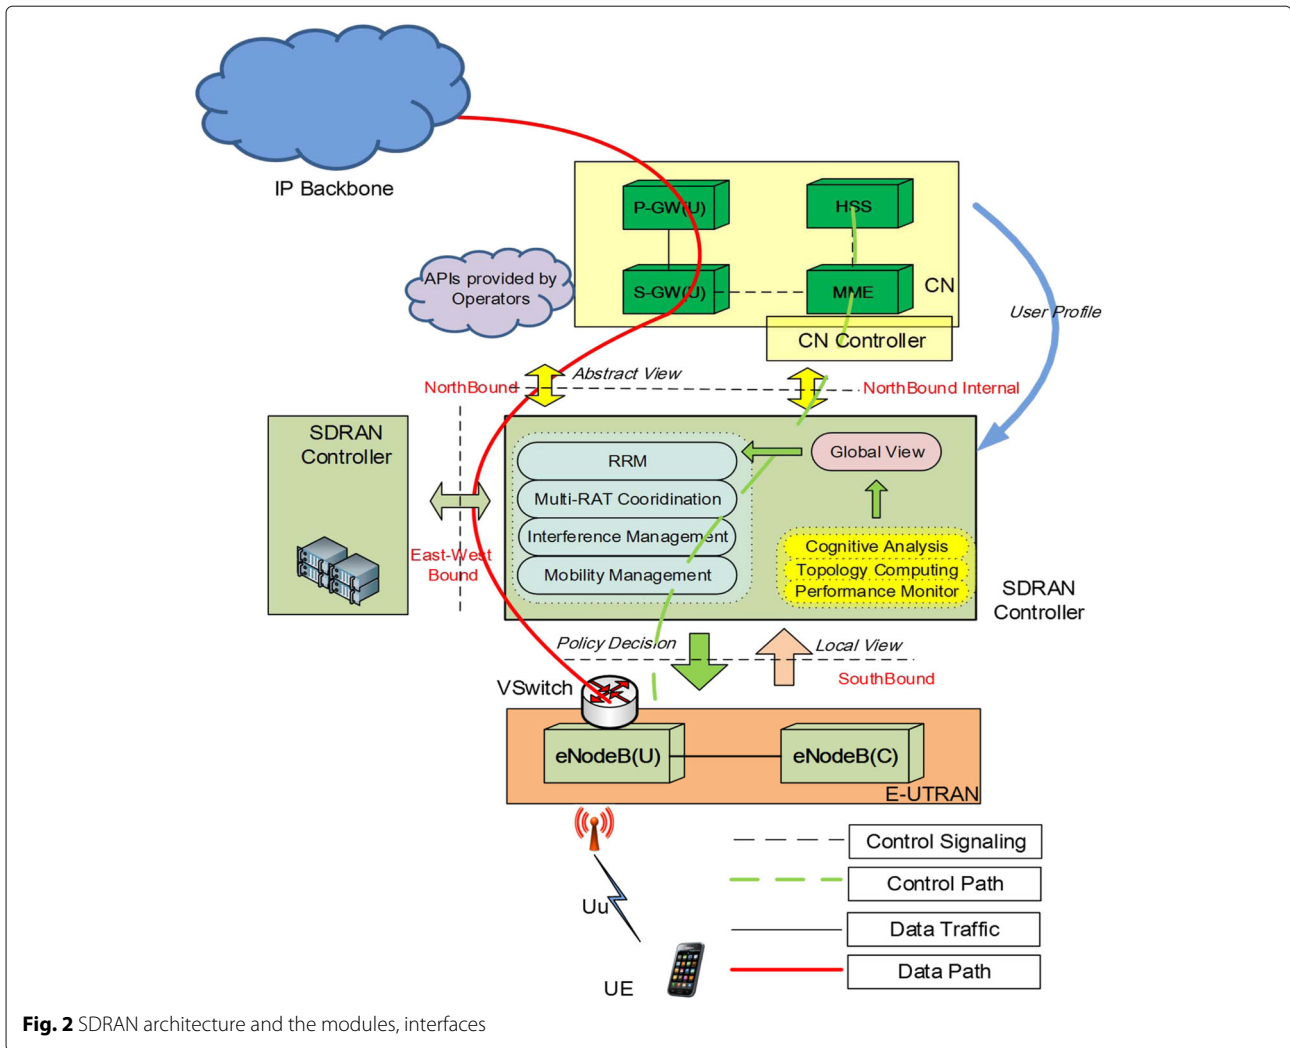 IP Backbone
P-GW(U)
HSS
APIs provided by
Operators
S-GW(U)
MME
CN
User Profile
CN Controller
Abstract View
NorthBound
NorthBound Internal
SDRAN
Controller
RRM
Global View
Multi-RAT Cooridination
Interference Management
Cognitive Analysis
East-West
Bound
Mobility Management
Topology Computing
Performance Monitor
SDRAN
Controller
Policy Decision
Local View
SouthBound
VSwitch
eNodeB(U)
eNodeB(C)
E-UTRAN
Control Signaling
Control Path
Uu
Data Traffic
Data Path
UE
Fig. 2 SDRAN architecture and the modules, interfaces